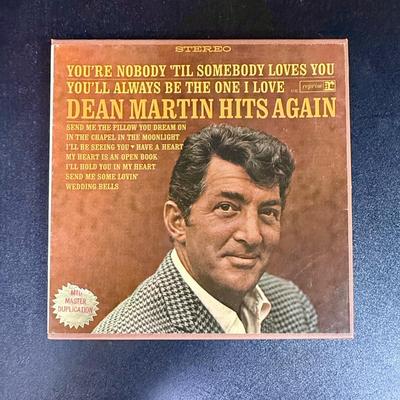 STEREO
YOU'RE NOBODY 'TIL SOMEBODY LOVES YOU
YOU'LL ALWAYS BE THE ONE I LOVE
reprise
DEAN MARTIN HITS AGAIN
SEND ME THE PILLOW YOU DREAM ON
IN THE CHAPEL IN THE MOONLIGHT
I'LL BE SEEING YOU • HAVE A HEART
MY HEART IS AN OPEN BOOK
I'LL HOLD YOU IN MY HEART
SEND ME SOME LOVIN'
WEDDING BELLS
MASTER
DUPLICATION